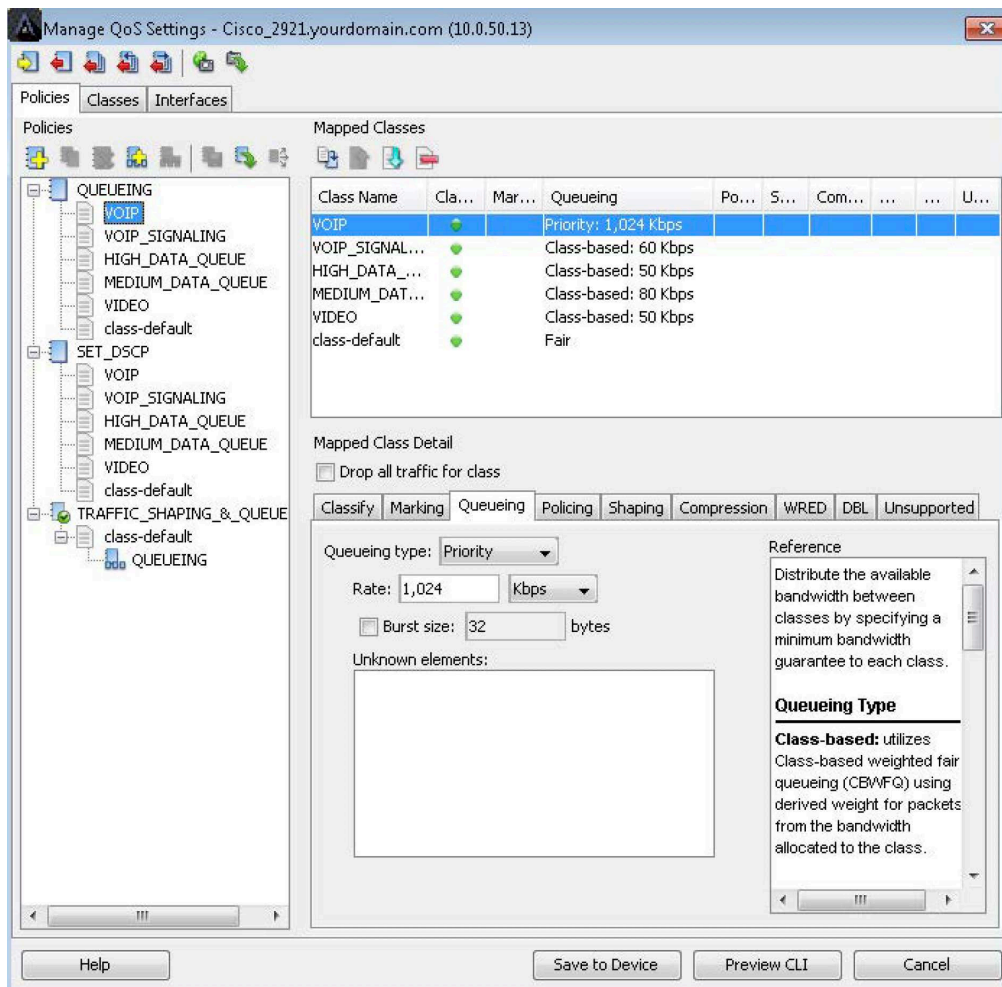 Manage QoS Settings - Cisco_2921.yourdomain.com (10.0.50.13)
Policies Classes Interfaces
Policies
QUEUEING
VOIP
VOIP_SIGNALING
HIGH_DATA_QUEUE
MEDIUM_DATA_QUEUE
VIDEO
class-default
SET_DSCP
VOIP
VOIP_SIGNALING
HIGH_DATA_QUEUE
MEDIUM_DATA_QUEUE
VIDEO
class-default
TRAFFIC_SHAPING_&_QUEUE
class-default
QUEUEING
Mapped Classes
Class Name Cla... Mar... Queueing Po... S... Com... ... ... U...
VOIP Priority: 1,024 Kbps
VOIP_SIGNAL... Class-based: 60 Kbps
HIGH_DATA_... Class-based: 50 Kbps
MEDIUM_DAT... Class-based: 80 Kbps
VIDEO Class-based: 50 Kbps
class-default Fair
Mapped Class Detail
Drop all traffic for class
Classify Marking Queueing Policing Shaping Compression WRED DBL Unsupported
Queueing type: Priority
Rate: 1,024 Kbps
Burst size: 32 bytes
Unknown elements:
Reference
Distribute the available
bandwidth between
classes by specifying a
minimum bandwidth
guarantee to each class.
Queueing Type
Class-based: utilizes
Class-based weighted fair
queueing (CBWFQ) using
derived weight for packets
from the bandwidth
allocated to the class.
Help Save to Device Preview CLI Cancel